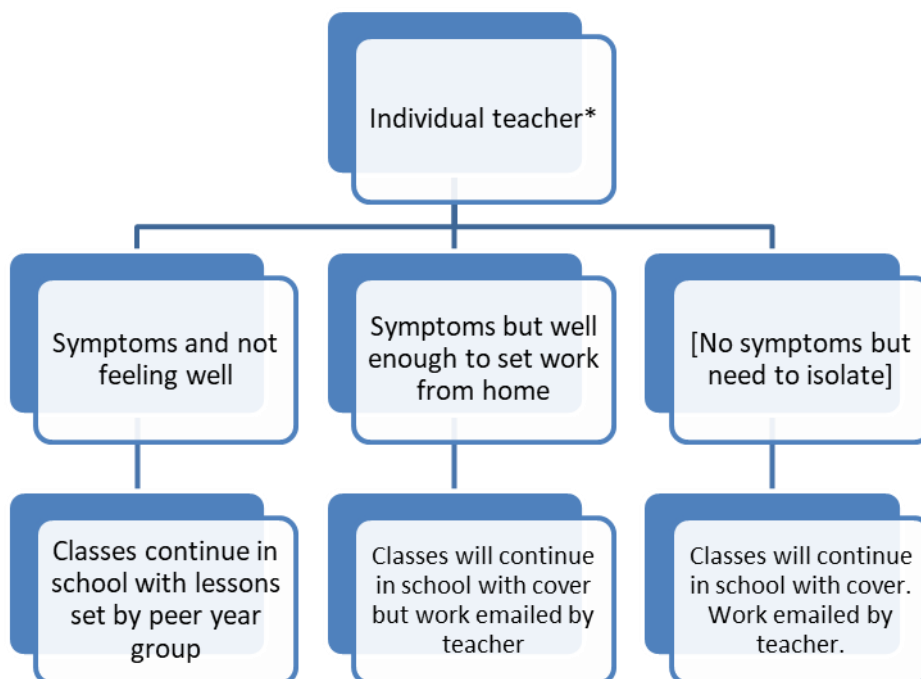 Individual teacher*
Symptoms and not
feeling well
Symptoms but well
enough to set work
from home
[No symptoms but
need to isolate]
Classes continue in
school with lessons
set by peer year
group
Classes will continue
in school with cover
but work emailed by
teacher
Classes will continue
in school with cover.
Work emailed by
teacher.